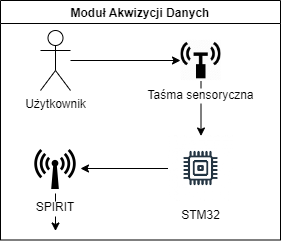 Moduł Akwizycji Danych
Użytkownik
Taśma sensoryczna
SPIRIT
STM32